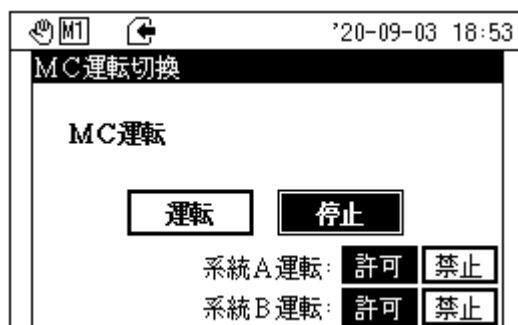 M1 '20-09-03 18:53
MC運転切換
MC運転
運転 停止
系統A運転: 許可 禁止
系統B運転: 許可 禁止